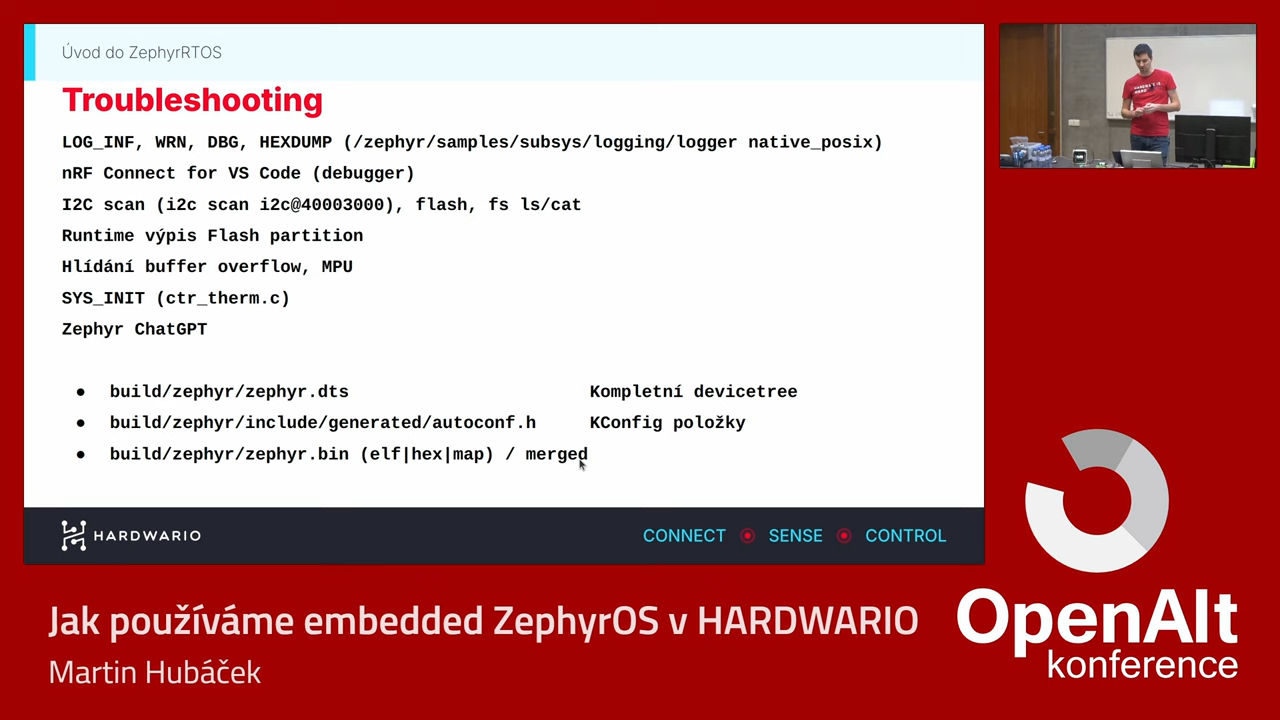 Úvod do ZephyrRTOS
Troubleshooting
LOG_INF, WRN, DBG, HEXDUMP (/zephyr/samples/subsys/logging/logger native_posix)
nRF Connect for VS Code (debugger)
I2C scan (i2c scan i2c@40003000), flash, fs ls/cat
Runtime výpis Flash partition
Hlídání buffer overflow, MPU
SYS_INIT (ctr_therm.c)
Zephyr ChatGPT
● build/zephyr/zephyr.dts Kompletní devicetree
● build/zephyr/include/generated/autoconf.h KConfig položky
● build/zephyr/zephyr.bin (elf|hex|map) / merged
HARDWARIO
CONNECT SENSE CONTROL
Jak používáme embedded ZephyrOS v HARDWARIO
Martin Hubáček
OpenAlt
konference